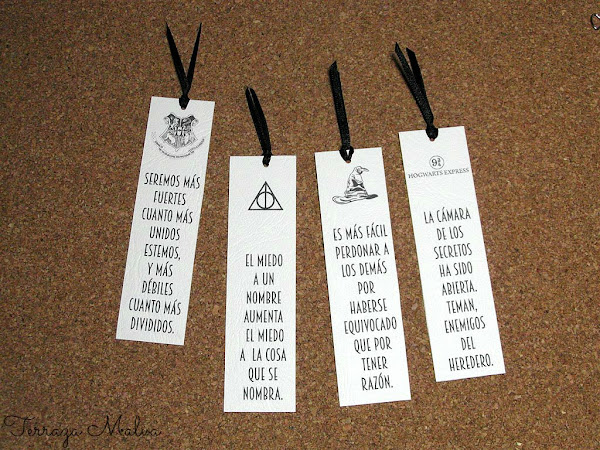 SEREMOS MÁS
FUERTES
CUANTO MÁS
UNIDOS
ESTEMOS,
Y MÁS
DÉBILES
CUANTO MÁS
DIVIDIDOS.
EL MIEDO
A UN
NOMBRE
AUMENTA
EL MIEDO
A LA COSA
QUE SE
NOMBRA.
ES MÁS FÁCIL
PERDONAR A
LOS DEMÁS
POR
HABERSE
EQUIVOCADO
QUE POR
TENER
RAZÓN.
9¾
HOGWARTS EXPRESS
LA CÁMARA
DE LOS
SECRETOS
HA SIDO
ABIERTA.
TEMAN,
ENEMIGOS
DEL
HEREDERO.
Terraza Malva